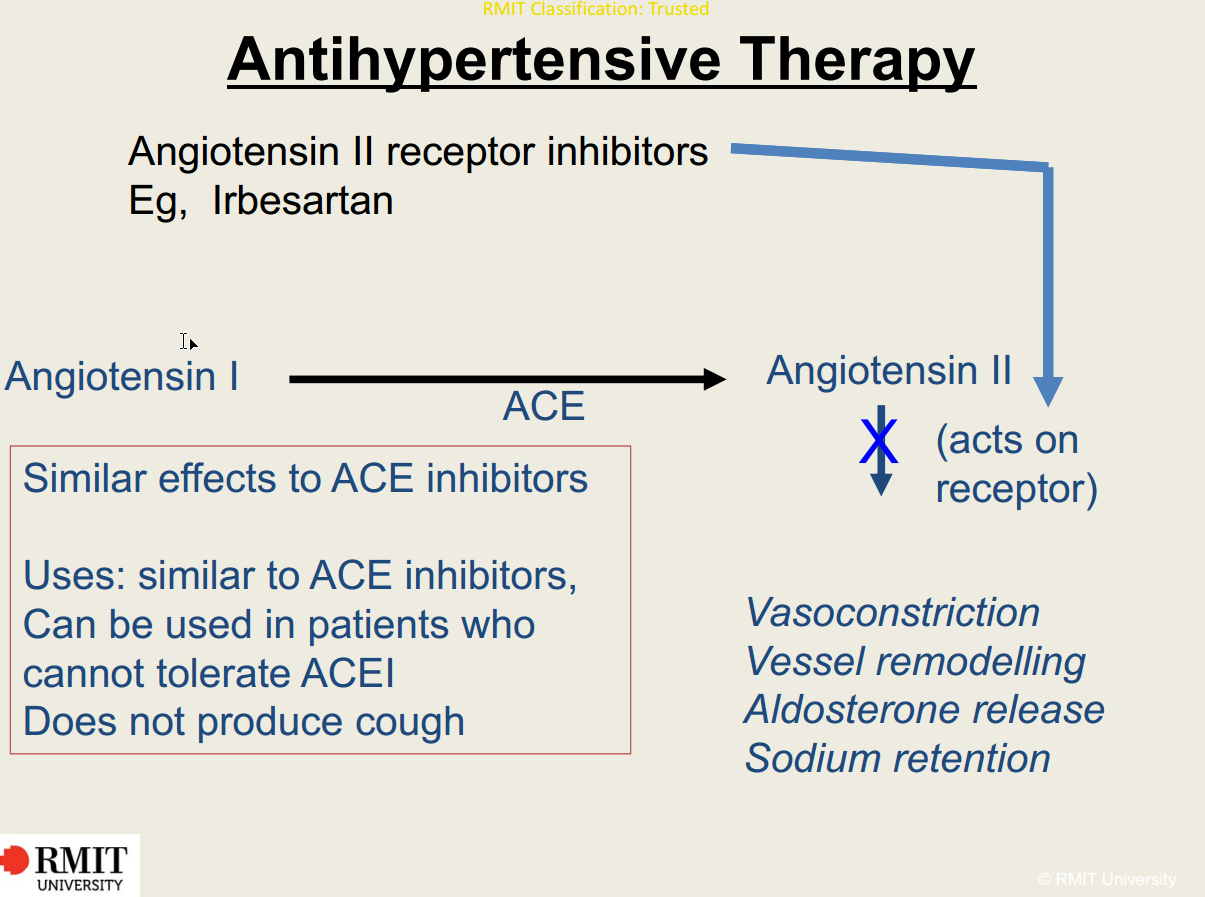 RMIT Classification: Trusted
Antihypertensive Therapy
Angiotensin II receptor inhibitors
Eg, Irbesartan
Angiotensin I
ACE
Angiotensin II
X
(acts on
receptor)
Similar effects to ACE inhibitors
Uses: similar to ACE inhibitors,
Can be used in patients who
cannot tolerate ACEI
Does not produce cough
Vasoconstriction
Vessel remodelling
Aldosterone release
Sodium retention
RMIT
UNIVERSITY
© RMIT University